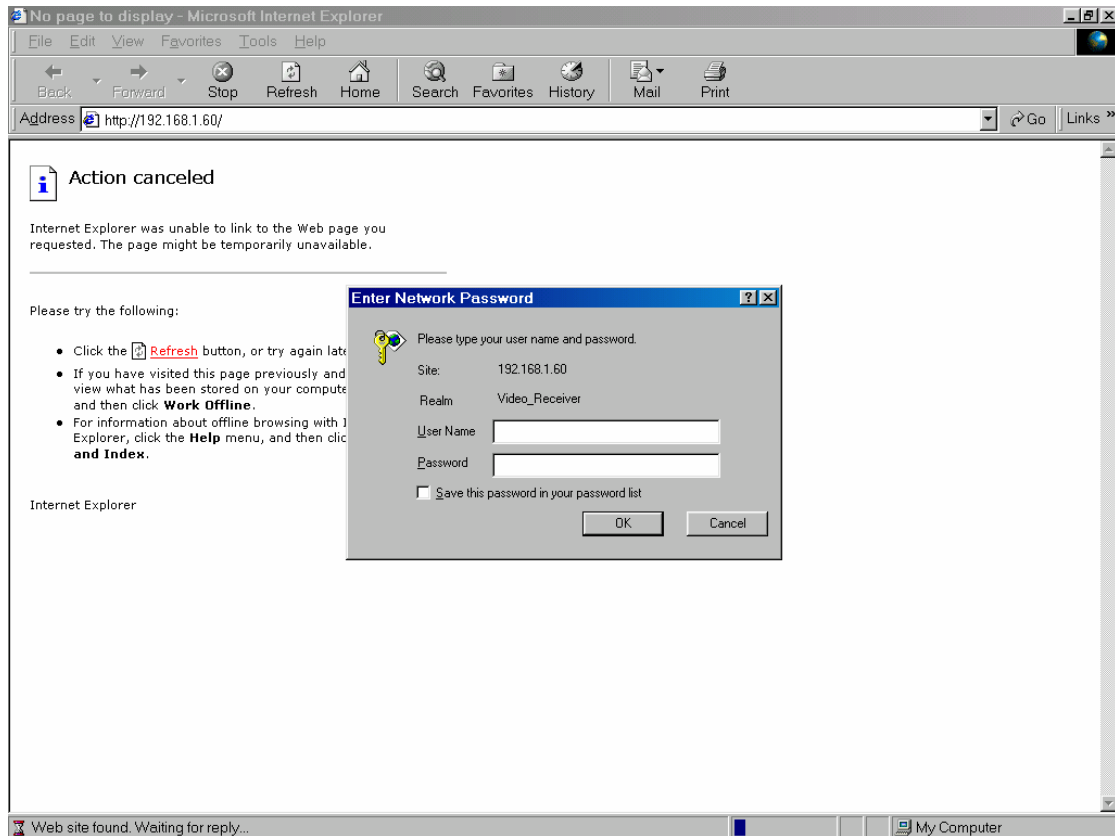 No page to display - Microsoft Internet Explorer
File Edit View Favorites Tools Help
Back Forward Stop Refresh Home Search Favorites History Mail Print
Address http://192.168.1.60/ Go Links »
Action canceled
Internet Explorer was unable to link to the Web page you
requested. The page might be temporarily unavailable.
Please try the following:
• Click the Refresh button, or try again late
• If you have visited this page previously and
view what has been stored on your compute
and then click Work Offline.
• For information about offline browsing with I
Explorer, click the Help menu, and then clic
and Index.
Internet Explorer
Enter Network Password
Please type your user name and password.
Site: 192.168.1.60
Realm Video_Receiver
User Name
Password
Save this password in your password list
OK Cancel
Web site found. Waiting for reply... My Computer